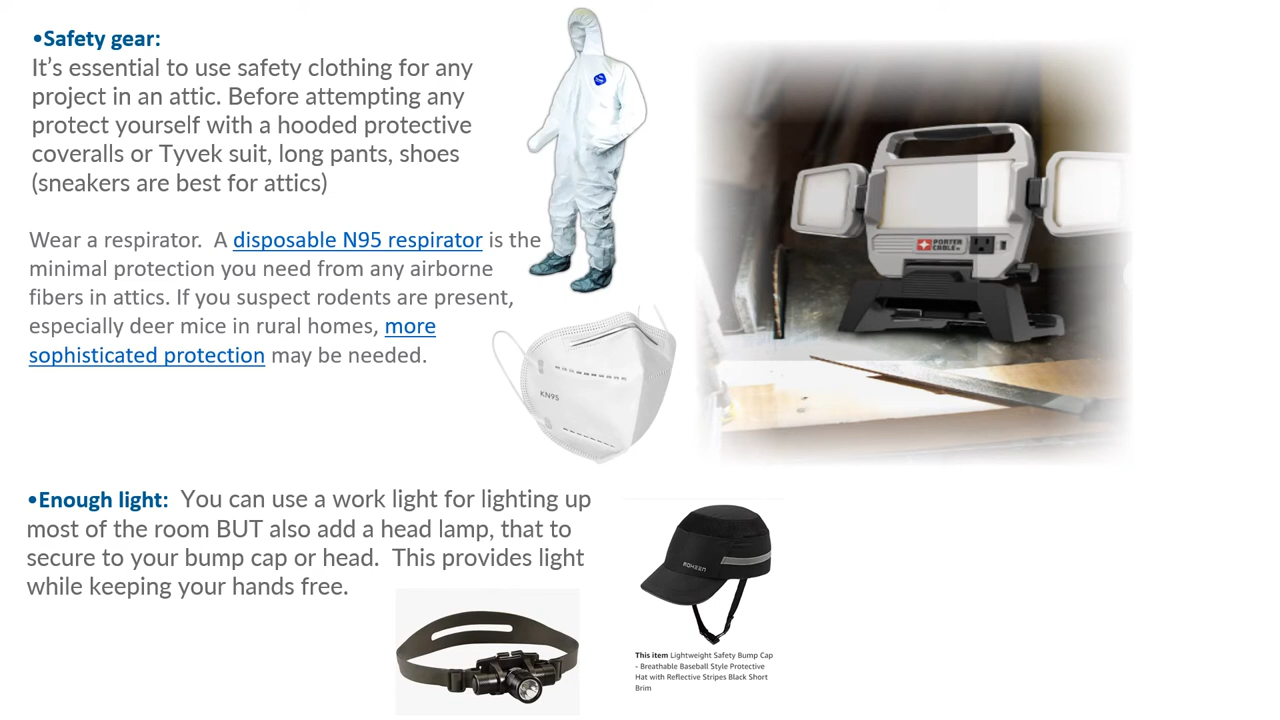 •Safety gear:
It's essential to use safety clothing for any
project in an attic. Before attempting any
protect yourself with a hooded protective
coveralls or Tyvek suit, long pants, shoes
(sneakers are best for attics)
Wear a respirator.  A disposable N95 respirator is the
minimal protection you need from any airborne
fibers in attics. If you suspect rodents are present,
especially deer mice in rural homes, more
sophisticated protection may be needed.
KN95
PORTER
CABLE
•Enough light:  You can use a work light for lighting up
most of the room BUT also add a head lamp, that to
secure to your bump cap or head.  This provides light
while keeping your hands free.
ROHEEN
This item Lightweight Safety Bump Cap
- Breathable Baseball Style Protective
Hat with Reflective Stripes Black Short
Brim